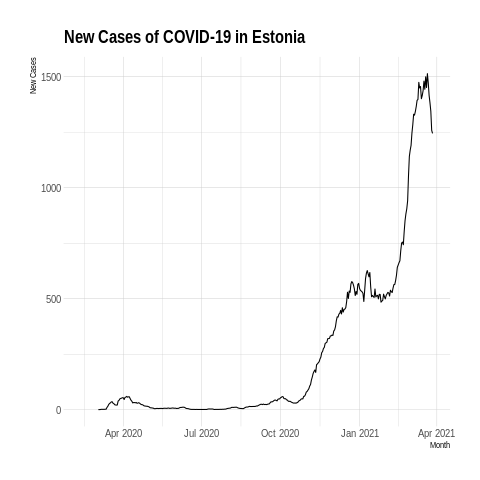 New Cases of COVID-19 in Estonia
New Cases
1500
1000
500
0
Apr 2020 Jul 2020 Oct 2020 Jan 2021 Apr 2021
Month